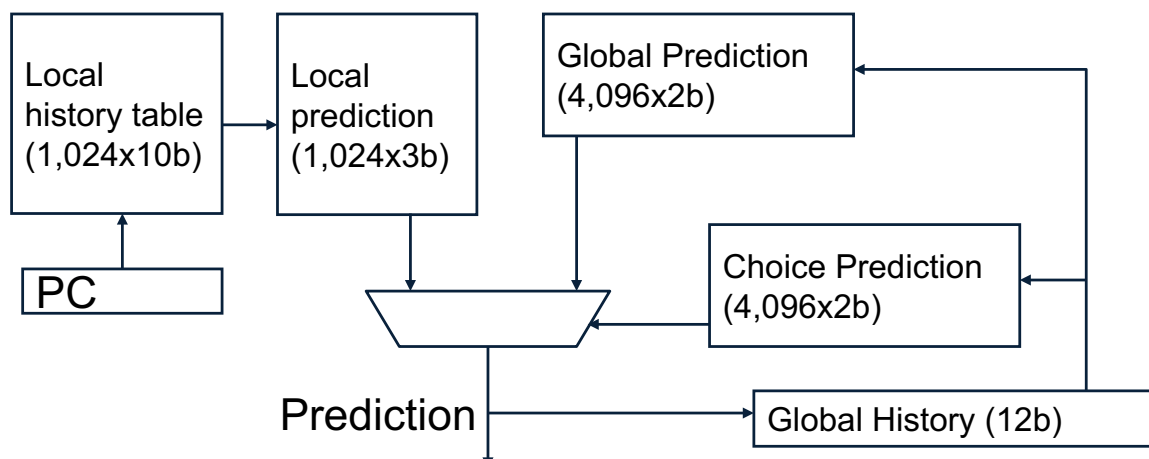 Local
history table
(1,024x10b)
Local
prediction
(1,024x3b)
Global Prediction
(4,096x2b)
PC
Choice Prediction
(4,096x2b)
Prediction
Global History (12b)